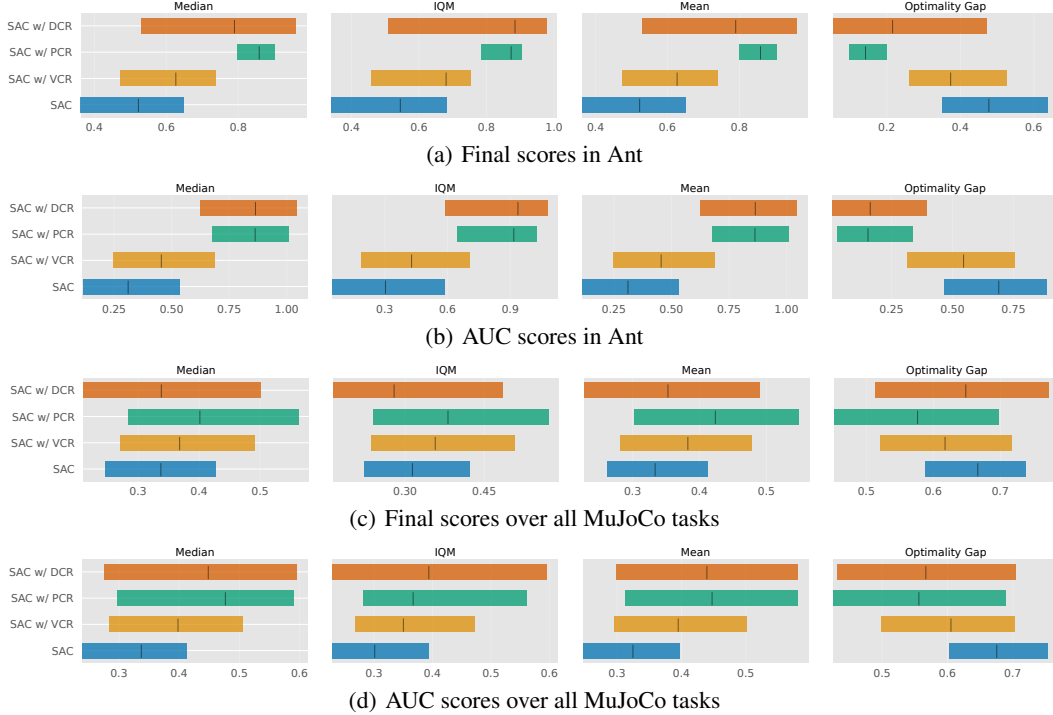 Median IQM Mean Optimality Gap
SAC w/ DCR
SAC w/ PCR
SAC w/ VCR
SAC
0.4 0.6 0.8 0.4 0.6 0.8 1.0 0.4 0.6 0.8 0.2 0.4 0.6
(a) Final scores in Ant
Median IQM Mean Optimality Gap
SAC w/ DCR
SAC w/ PCR
SAC w/ VCR
SAC
0.25 0.50 0.75 1.00 0.3 0.6 0.9 0.25 0.50 0.75 1.00 0.25 0.50 0.75
(b) AUC scores in Ant
Median IQM Mean Optimality Gap
SAC w/ DCR
SAC w/ PCR
SAC w/ VCR
SAC
0.3 0.4 0.5 0.30 0.45 0.3 0.4 0.5 0.5 0.6 0.7
(c) Final scores over all MuJoCo tasks
Median IQM Mean Optimality Gap
SAC w/ DCR
SAC w/ PCR
SAC w/ VCR
SAC
0.3 0.4 0.5 0.6 0.3 0.4 0.5 0.6 0.3 0.4 0.5 0.5 0.6 0.7
(d) AUC scores over all MuJoCo tasks